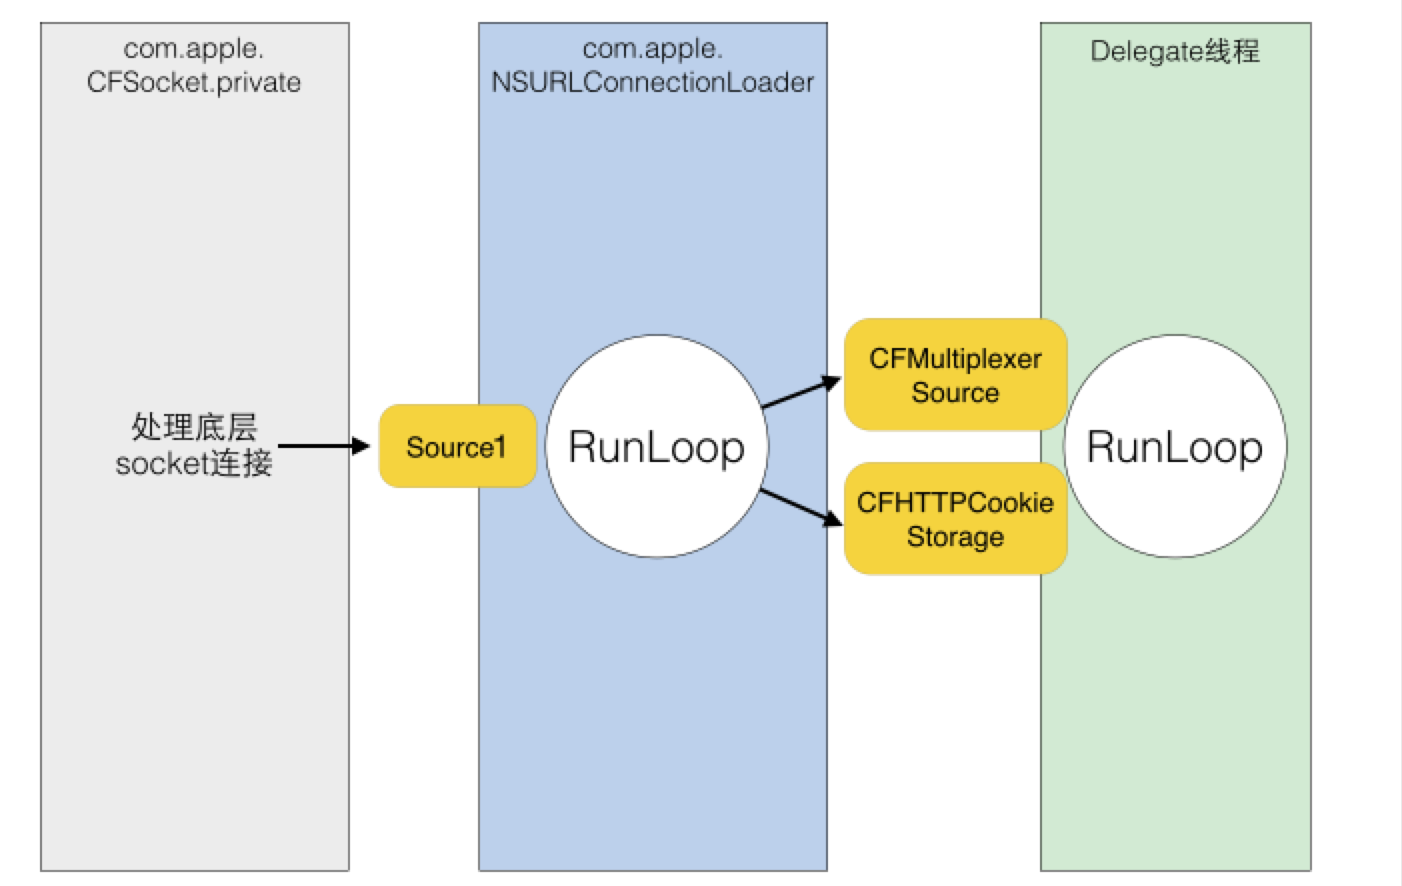 com.apple.
CFSocket.private
com.apple.
NSURLConnectionLoader
Delegate线程
处理底层
socket连接
Source1
RunLoop
CFMultiplexer
Source
CFHTTPCookie
Storage
RunLoop